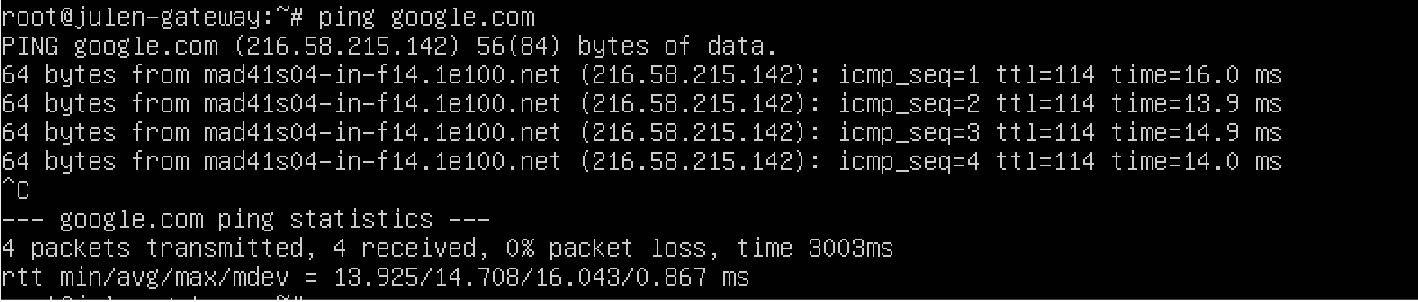 root@julen-gateway:~# ping google.com
PING google.com (216.58.215.142) 56(84) bytes of data.
64 bytes from mad41s04-in-f14.1e100.net (216.58.215.142): icmp_seq=1 ttl=114 time=16.0 ms
64 bytes from mad41s04-in-f14.1e100.net (216.58.215.142): icmp_seq=2 ttl=114 time=13.9 ms
64 bytes from mad41s04-in-f14.1e100.net (216.58.215.142): icmp_seq=3 ttl=114 time=14.9 ms
64 bytes from mad41s04-in-f14.1e100.net (216.58.215.142): icmp_seq=4 ttl=114 time=14.0 ms
^C
--- google.com ping statistics ---
4 packets transmitted, 4 received, 0% packet loss, time 3003ms
rtt min/avg/max/mdev = 13.925/14.708/16.043/0.867 ms